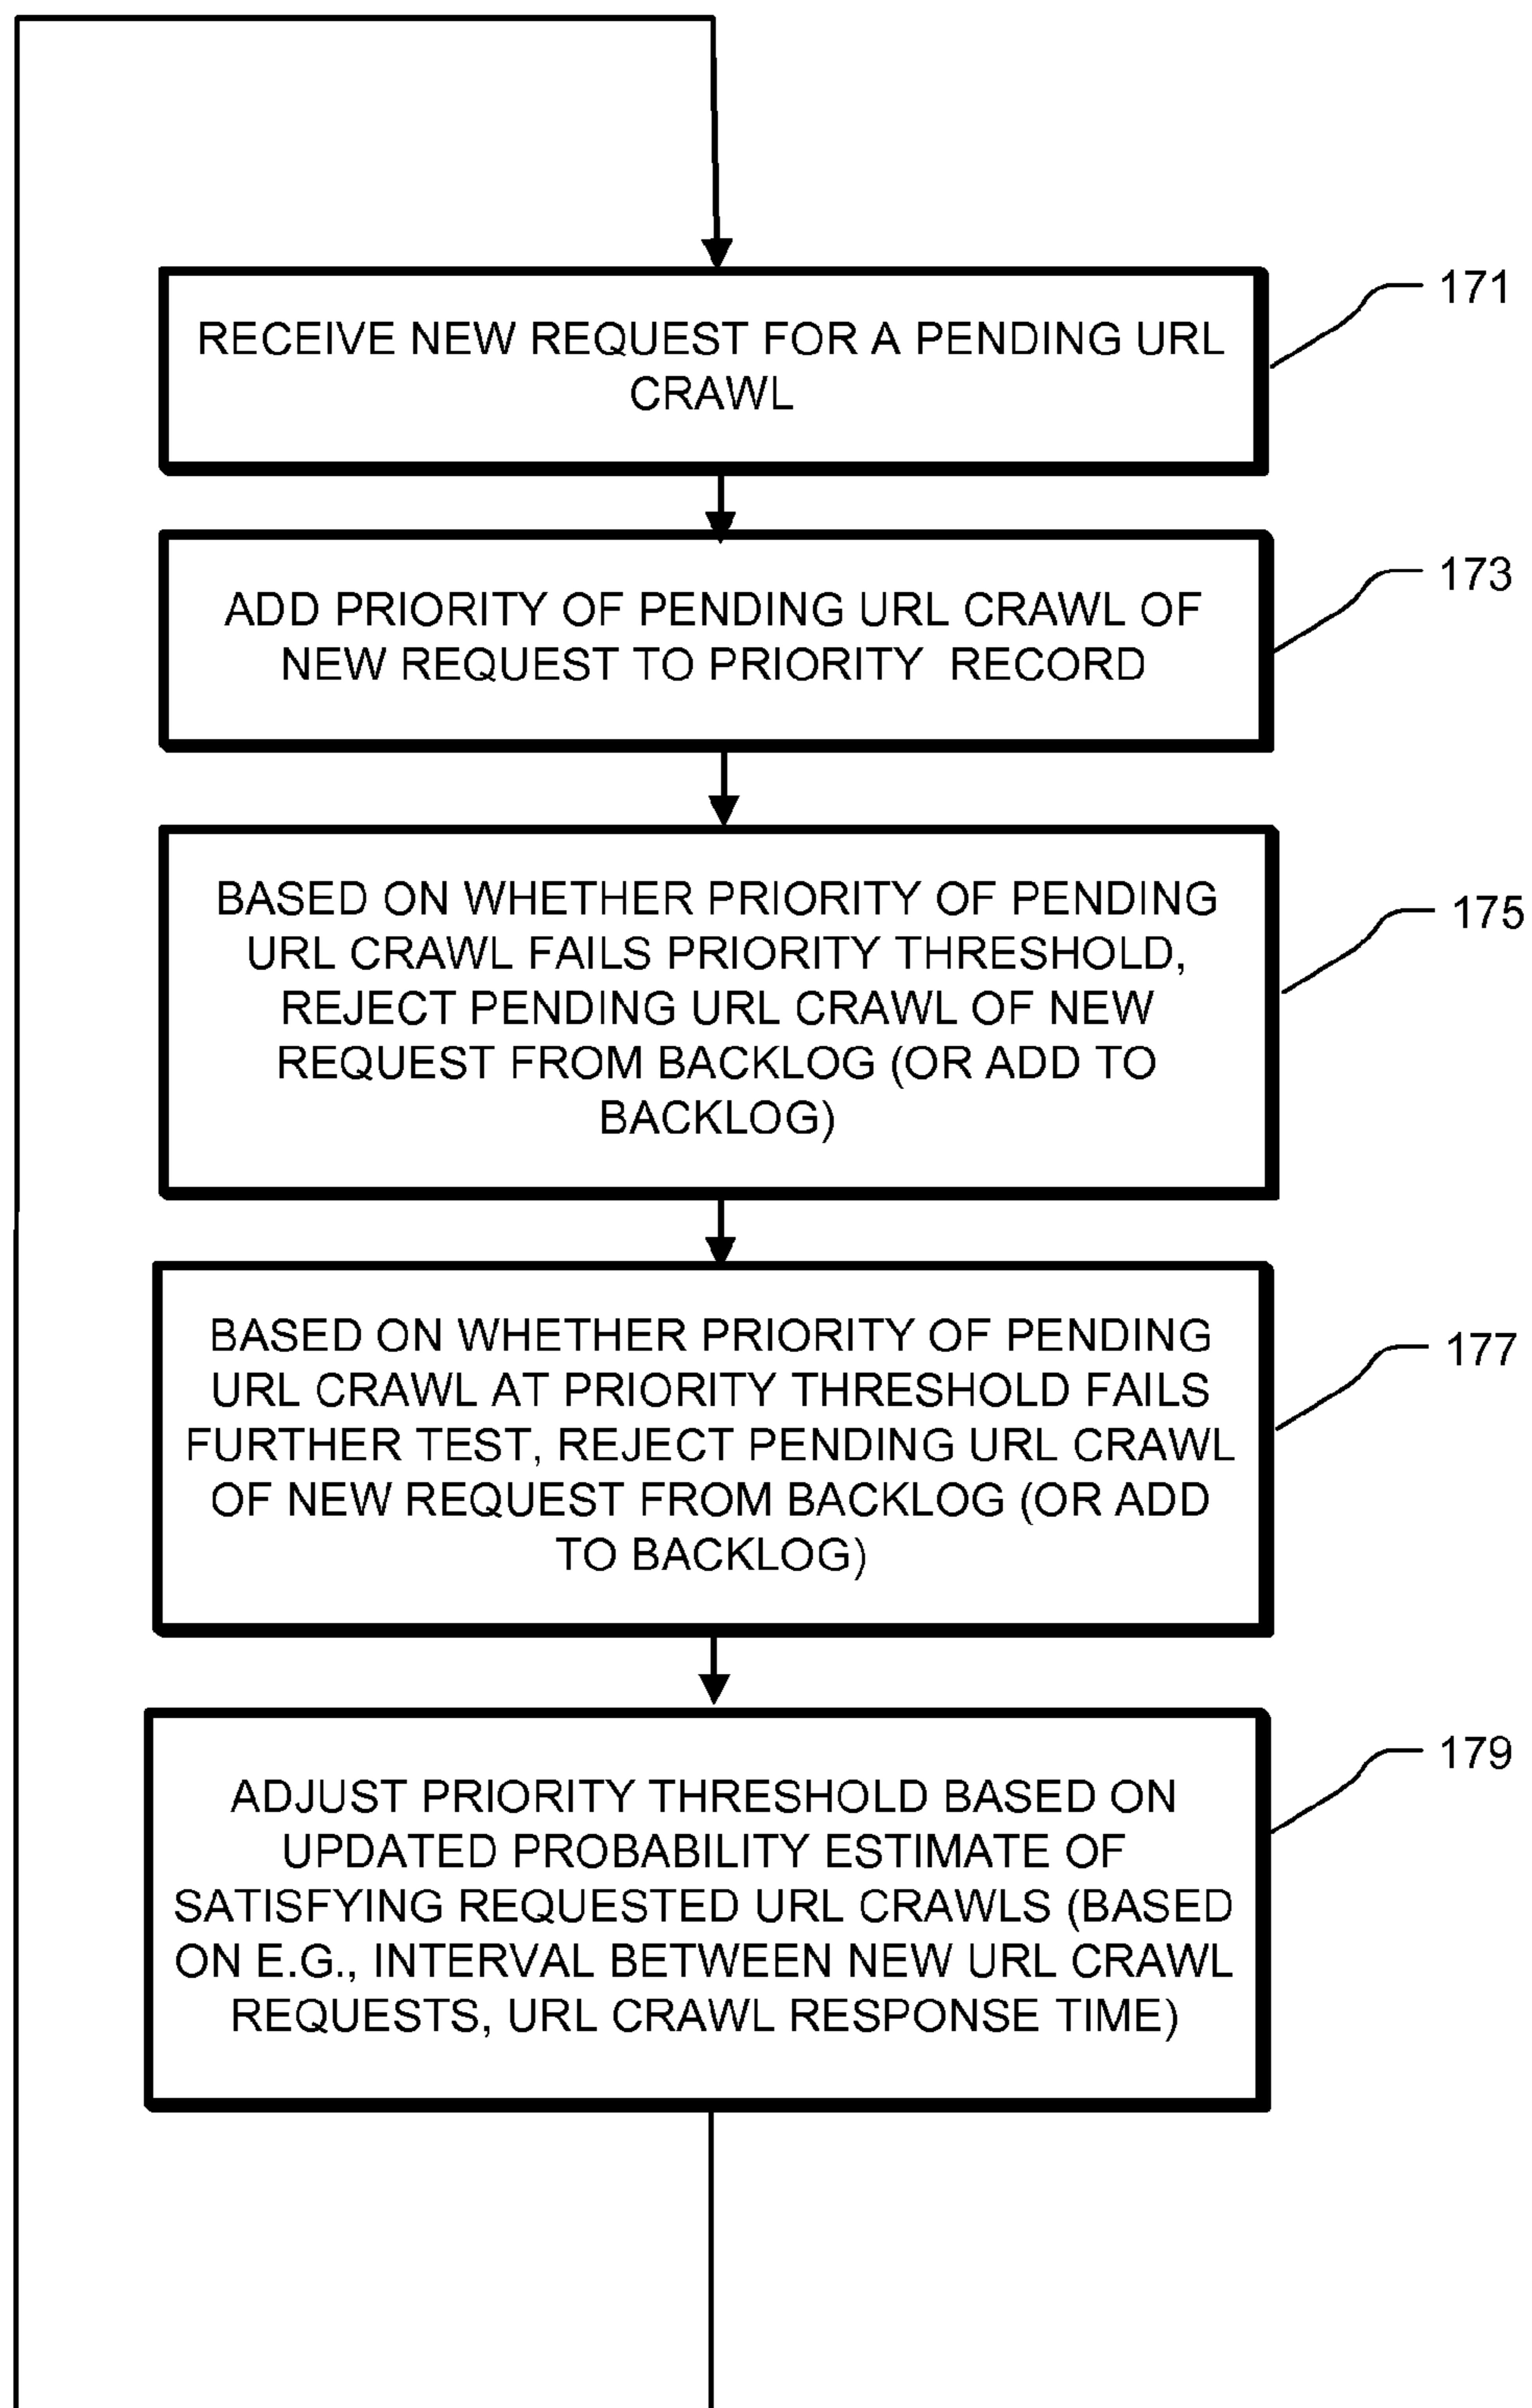 RECEIVE NEW REQUEST FOR A PENDING URL
CRAWL
171
ADD PRIORITY OF PENDING URL CRAWL OF
NEW REQUEST TO PRIORITY RECORD
173
BASED ON WHETHER PRIORITY OF PENDING
URL CRAWL FAILS PRIORITY THRESHOLD,
REJECT PENDING URL CRAWL OF NEW
REQUEST FROM BACKLOG (OR ADD TO
BACKLOG)
175
BASED ON WHETHER PRIORITY OF PENDING
URL CRAWL AT PRIORITY THRESHOLD FAILS
FURTHER TEST, REJECT PENDING URL CRAWL
OF NEW REQUEST FROM BACKLOG (OR ADD
TO BACKLOG)
177
ADJUST PRIORITY THRESHOLD BASED ON
UPDATED PROBABILITY ESTIMATE OF
SATISFYING REQUESTED URL CRAWLS (BASED
ON E.G., INTERVAL BETWEEN NEW URL CRAWL
REQUESTS, URL CRAWL RESPONSE TIME)
179